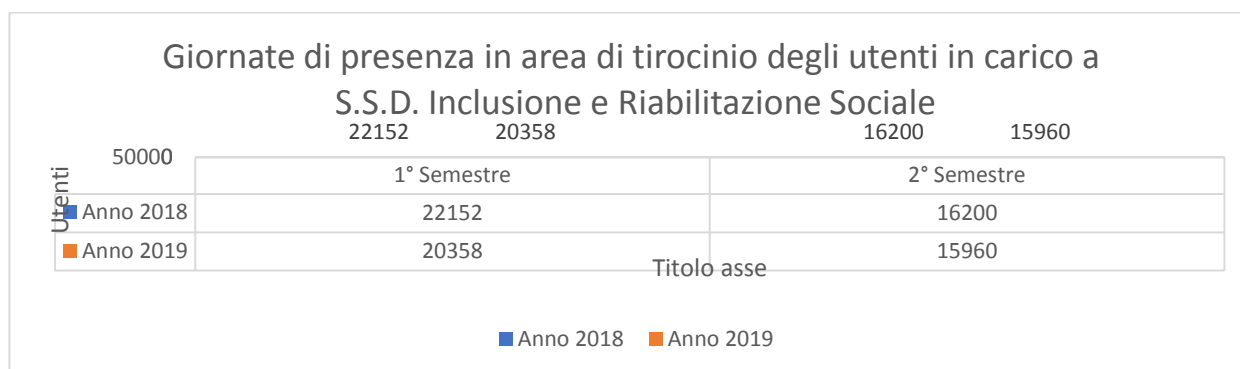 Giornate di presenza in area di tirocinio degli utenti in carico a
S.S.D. Inclusione e Riabilitazione Sociale
22152 20358 16200 15960
50000
Utenti
1° Semestre 2° Semestre
Anno 2018 22152 16200
Anno 2019 20358 15960
Titolo asse
Anno 2018 Anno 2019